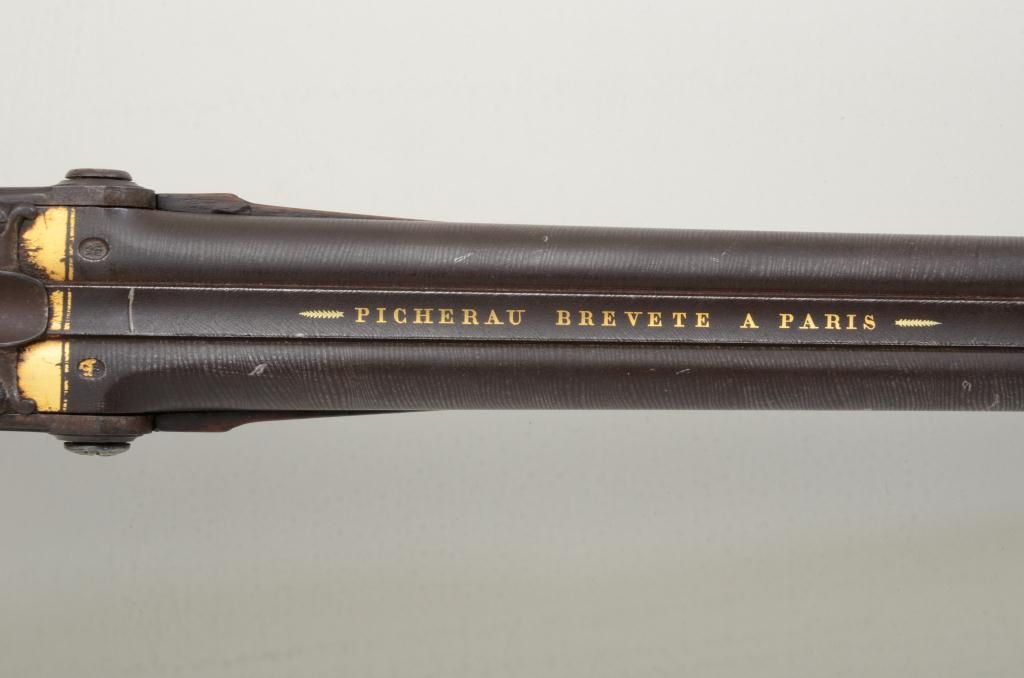 PICHERAU BREVETE A PARIS